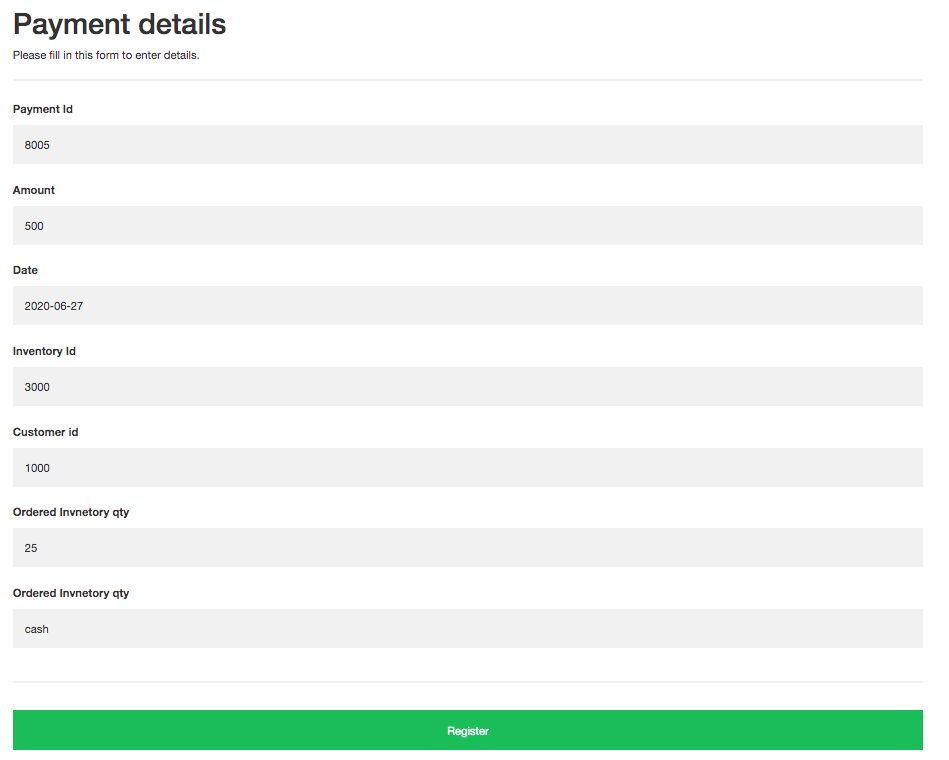 Payment details
Please fill in this form to enter details.
Payment Id
8005
Amount
500
Date
2020-06-27
Inventory Id
3000
Customer id
1000
Ordered Invnetory qty
25
Ordered Invnetory qty
cash
Register